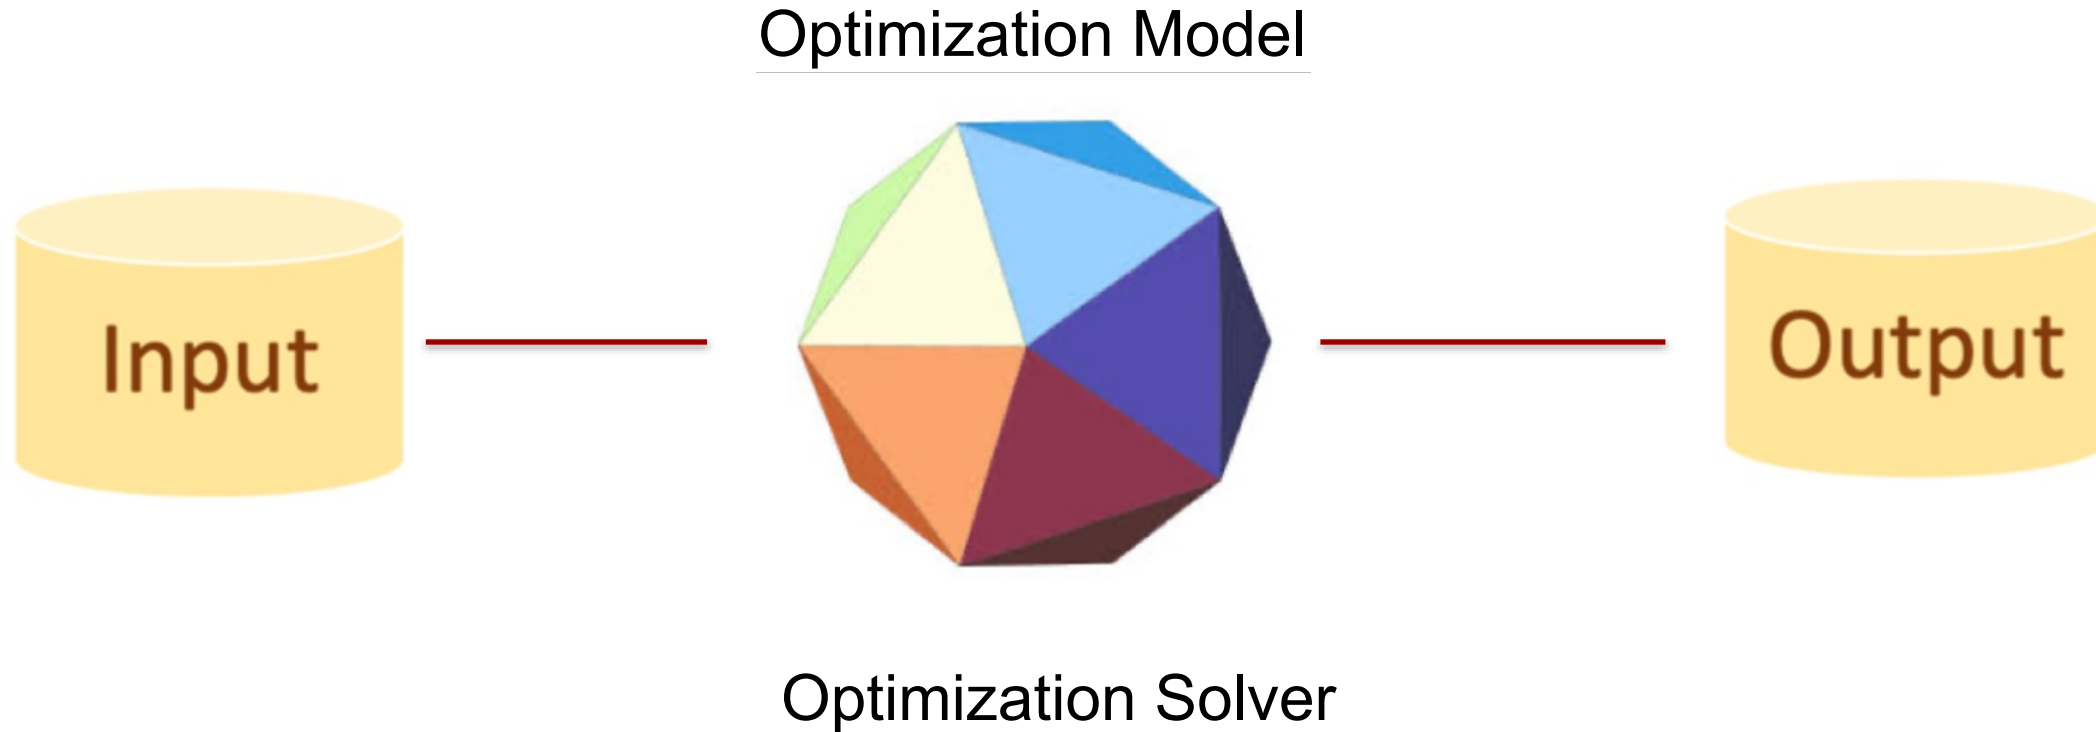 Optimization Model
Input
Output
Optimization Solver